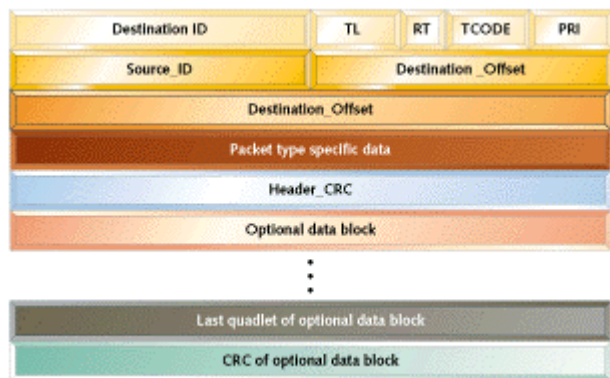 Destination ID TL RT TCODE PRI
Source_ID Destination _Offset
Destination_Offset
Packet type specific data
Header_CRC
Optional data block
Last quadlet of optional data block
CRC of optional data block